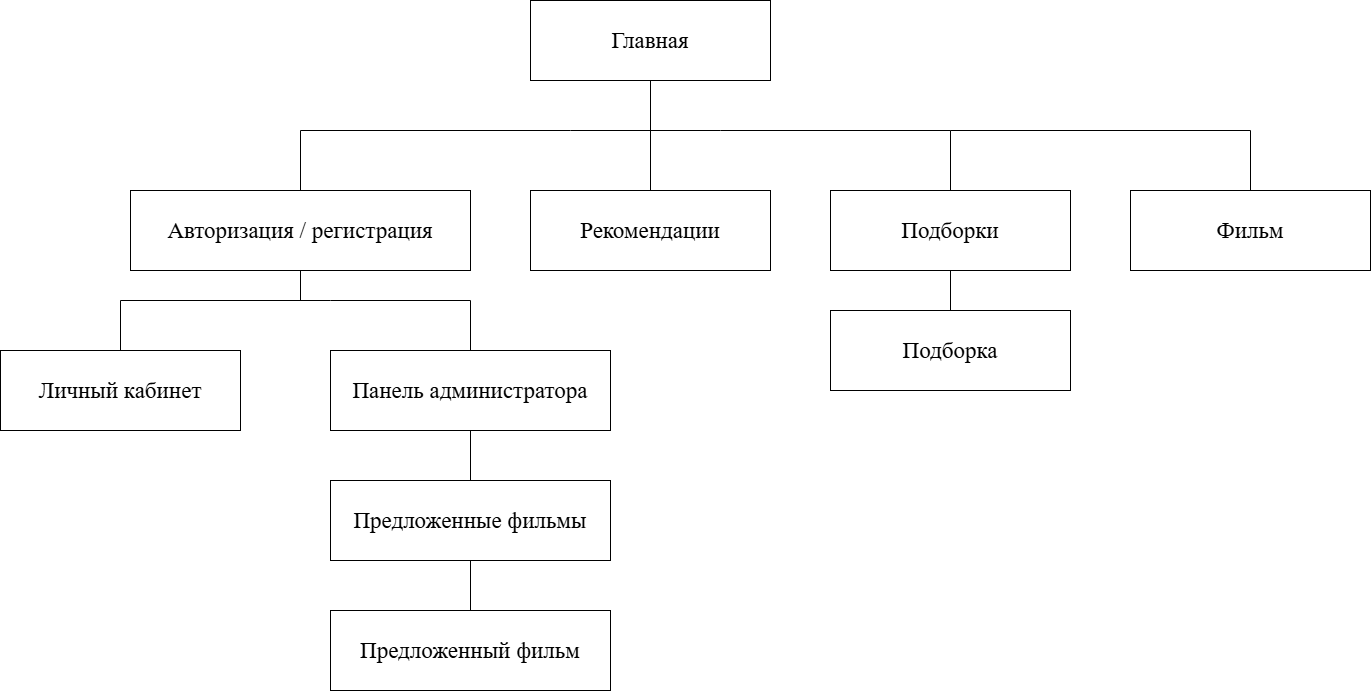 Главная
Авторизация / регистрация
Рекомендации
Подборки
Фильм
Подборка
Личный кабинет
Панель администратора
Предложенные фильмы
Предложенный фильм